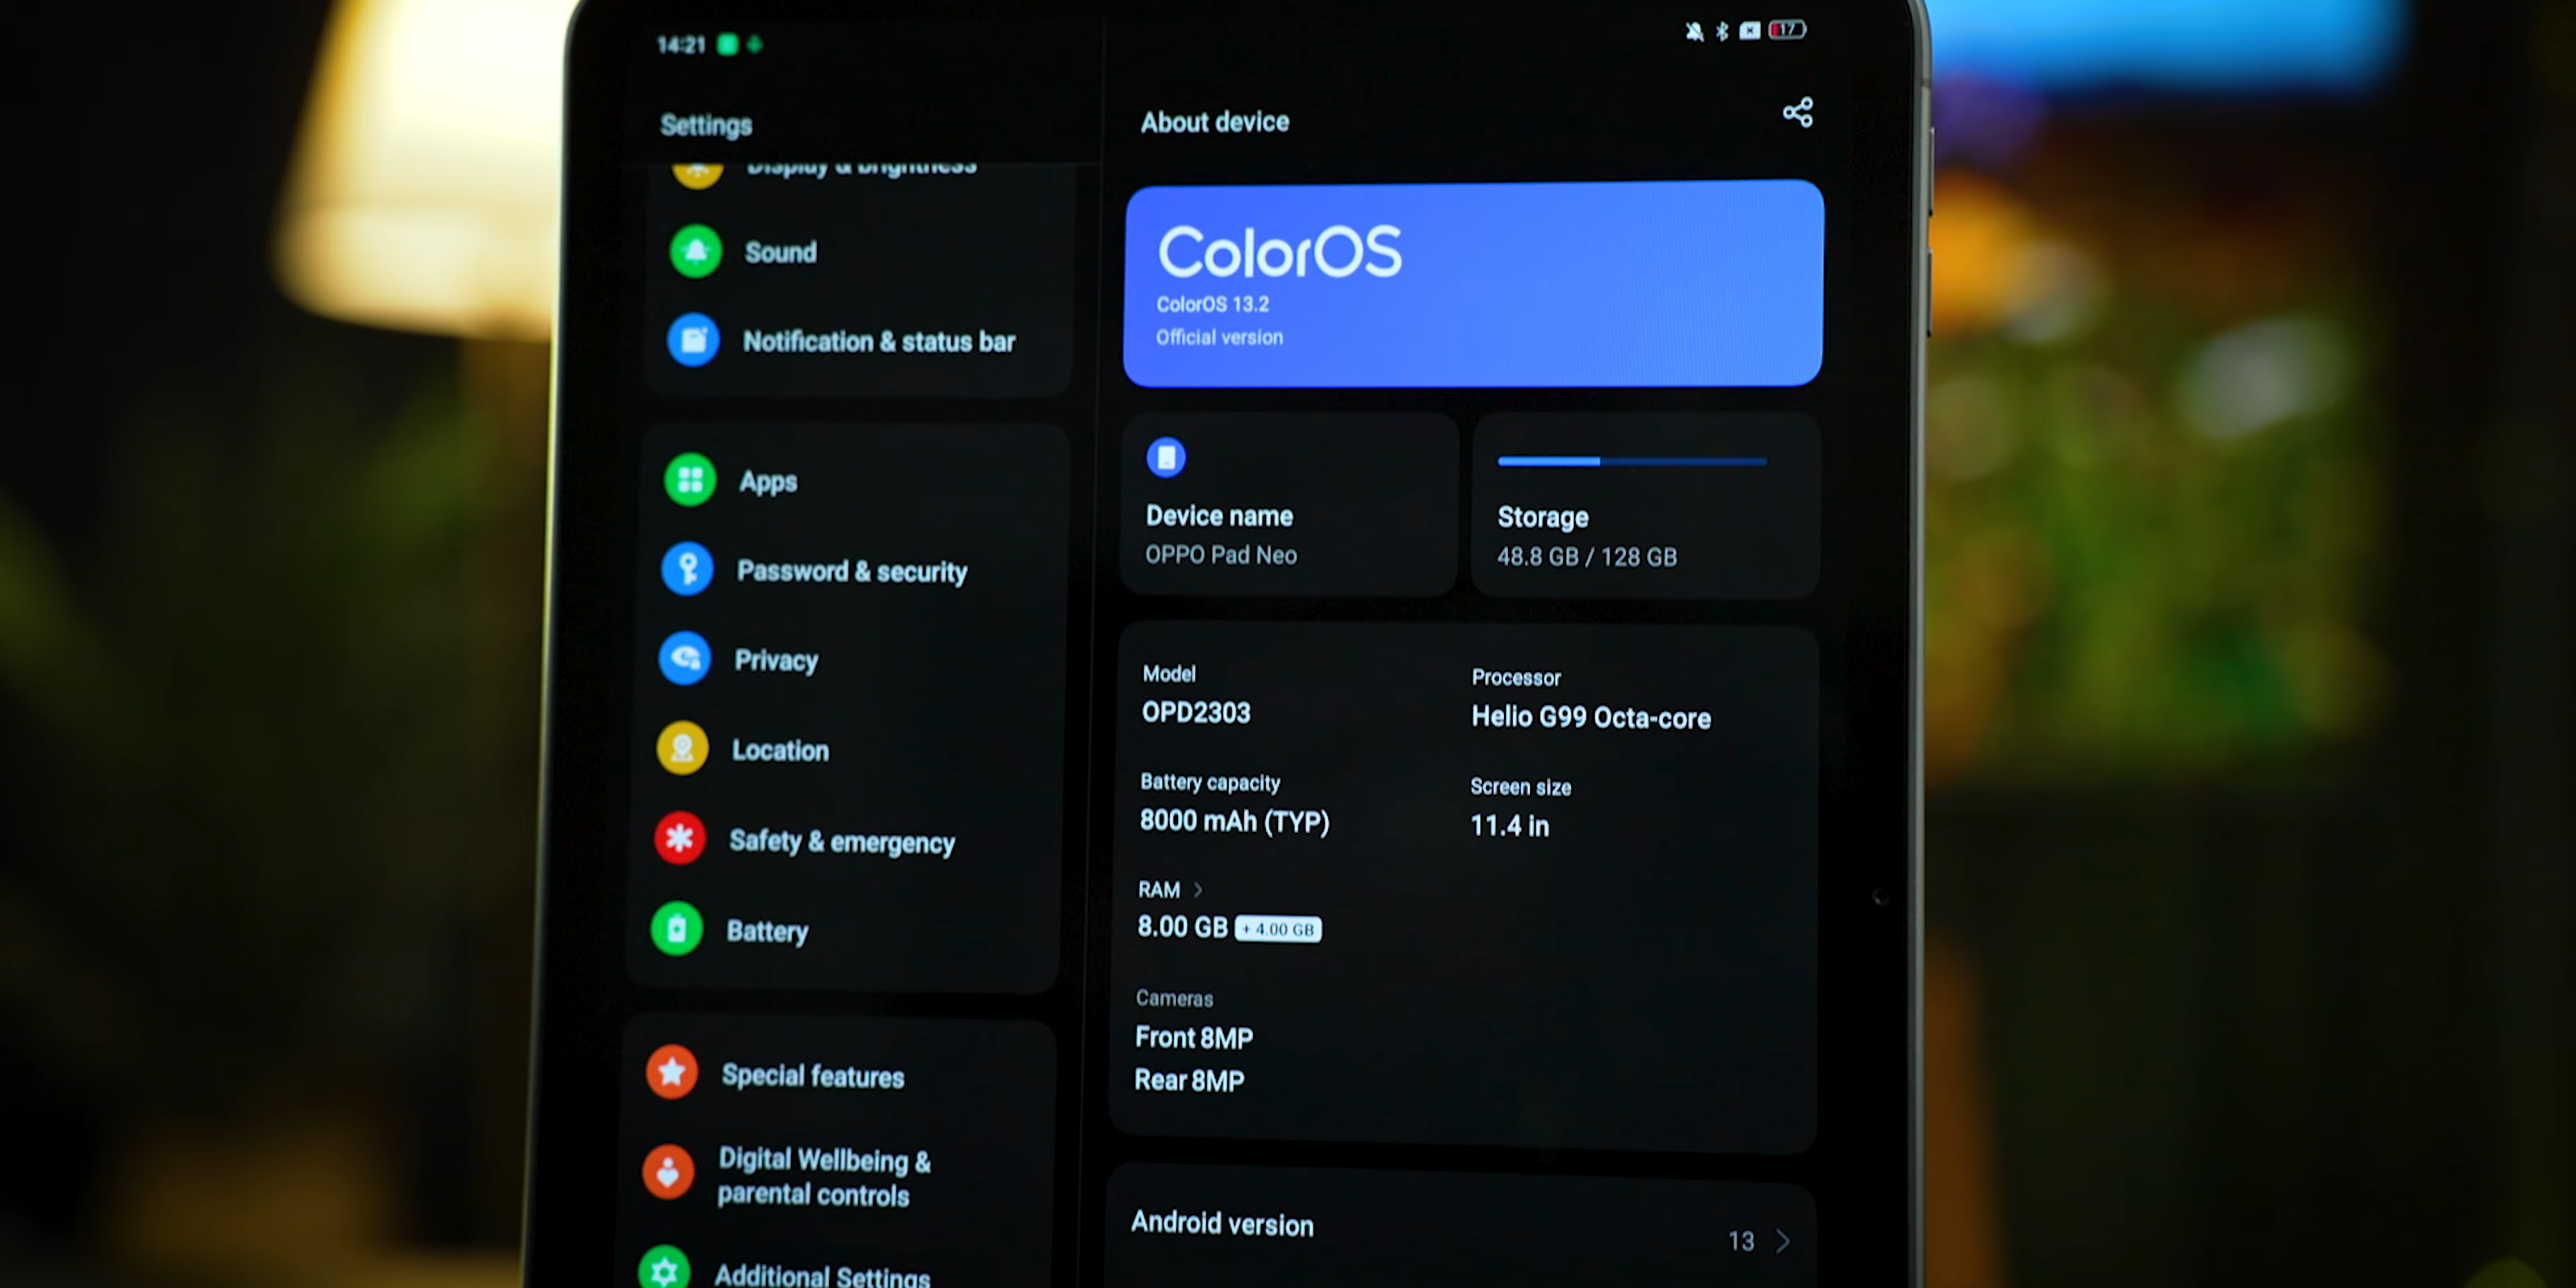 14:21
17
Settings
Display & brightness
Sound
Notification & status bar
Apps
Password & security
Privacy
Location
Safety & emergency
Battery
Special features
Digital Wellbeing &
parental controls
Additional Settings
About device
ColorOS
ColorOS 13.2
Official version
Device name
OPPO Pad Neo
Storage
48.8 GB / 128 GB
Model
OPD2303
Processor
Helio G99 Octa-core
Battery capacity
8000 mAh (TYP)
Screen size
11.4 in
RAM >
8.00 GB + 4.00 GB
Cameras
Front 8MP
Rear 8MP
Android version
13 >